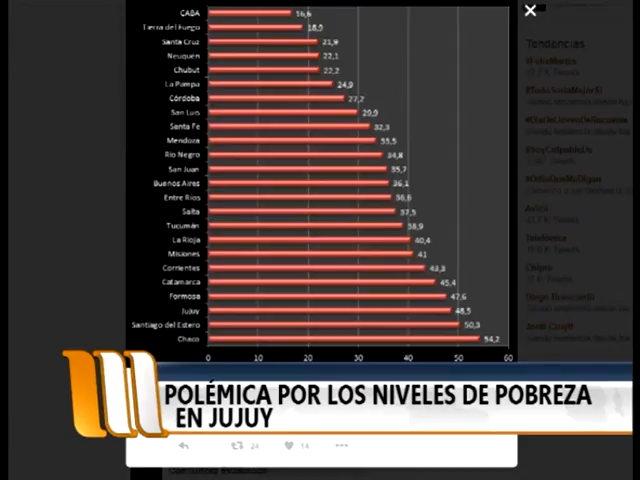 CABA 16,6
Tierra del Fuego 18,9
Santa Cruz 21,9
Neuquén 22,1
Chubut 22,2
La Pampa 24,9
Córdoba 27,2
San Luis 29,9
Santa Fe 32,3
Mendoza 33,5
Río Negro 34,8
San Juan 35,7
Buenos Aires 36,1
Entre Ríos 36,6
Salta 37,5
Tucumán 38,9
La Rioja 40,4
Misiones 41
Corrientes 43,3
Catamarca 45,4
Formosa 47,6
Jujuy 48,5
Santiago del Estero 50,3
Chaco 54,2
0 10 20 30 40 50 60
Tendencias
Chipre
POLÉMICA POR LOS NIVELES DE POBREZA
EN JUJUY
24 14